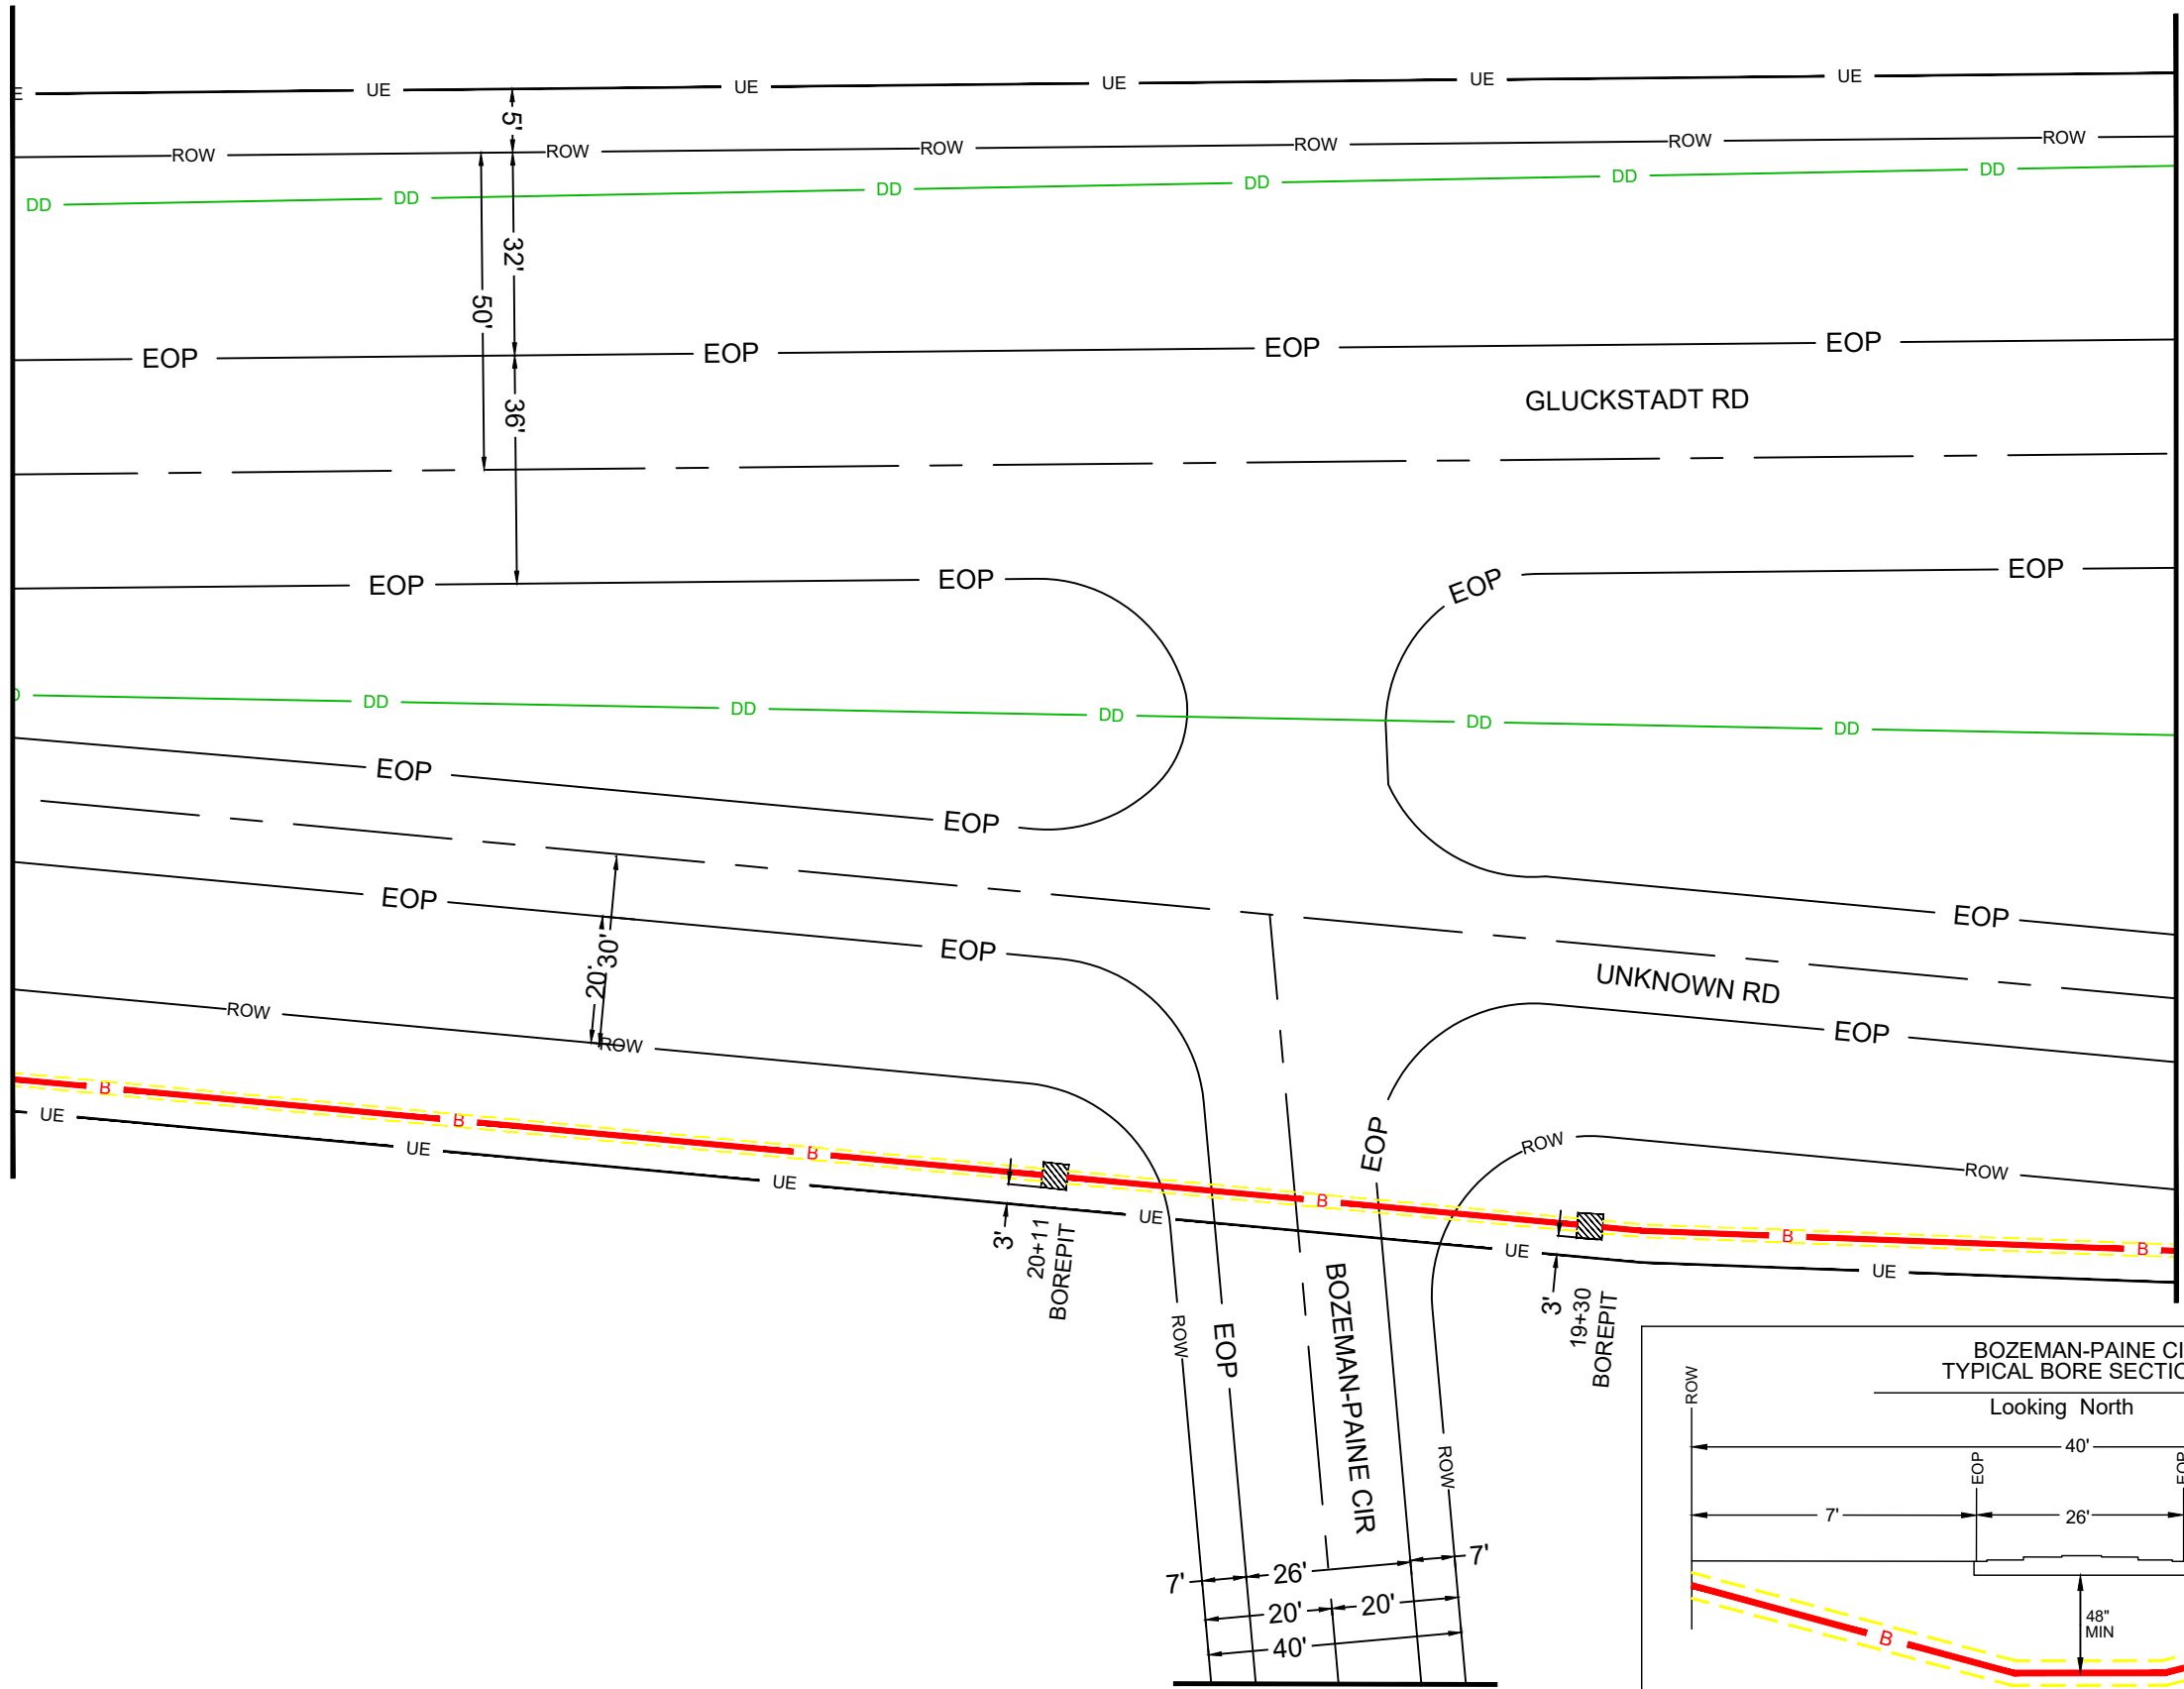 UE UE UE UE UE
5'
ROW ROW ROW ROW ROW ROW
DD DD DD DD DD DD
32'
50'
EOP EOP EOP EOP
36'
GLUCKSTADT RD
EOP EOP EOP EOP
DD DD DD DD DD
EOP EOP EOP
EOP EOP EOP
20' 30'
UNKNOWN RD
ROW ROW ROW ROW
B B B B B B
UE UE UE UE UE UE
3'
20+11
BOREPIT
3'
19+30
BOREPIT
EOP
ROW EOP
BOZEMAN-PAINE CIR
ROW
7' 26' 7'
20' 20'
40'
BOZEMAN-PAINE CI
TYPICAL BORE SECTIO
Looking North
ROW
40'
EOP EOP
7' 26'
48"
MIN
B